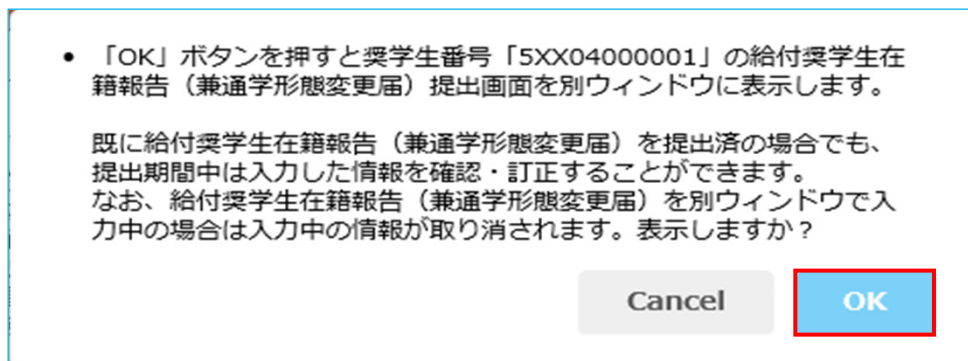 • 「OK」ボタンを押すと奨学生番号「5XX04000001」の給付奨学生在
籍報告（兼通学形態変更届）提出画面を別ウィンドウに表示します。
既に給付奨学生在籍報告（兼通学形態変更届）を提出済の場合でも、
提出期間中は入力した情報を確認・訂正することができます。
なお、給付奨学生在籍報告（兼通学形態変更届）を別ウィンドウで入
力中の場合は入力中の情報が取り消されます。表示しますか？
Cancel OK